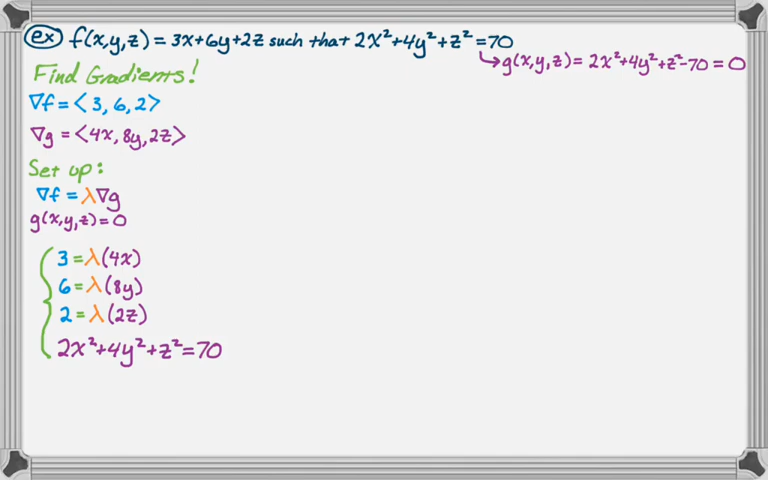 ex f(x,y,z) = 3x+6y+2z such that 2x²+4y²+z²=70
↳g(x,y,z)= 2x²+4y²+z²-70=0
Find Gradients!
∇f = <3, 6, 2>
∇g = <4x, 8y, 2z>
Set up:
∇f = λ∇g
g(x,y,z)=0
3=λ(4x)
6=λ(8y)
2=λ(2z)
2x²+4y²+z²=70